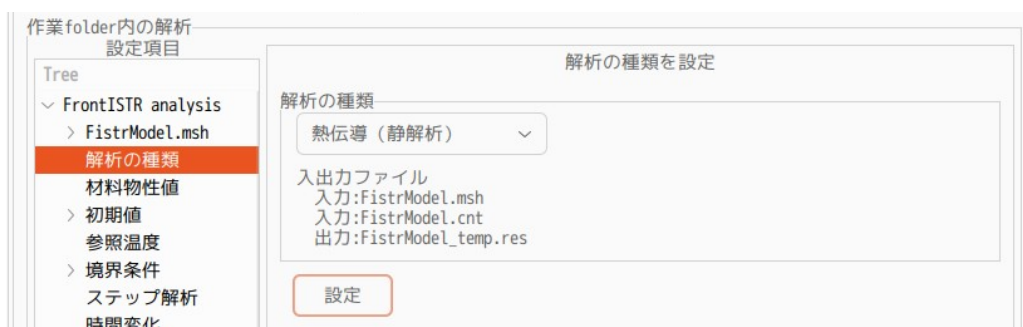 作業folder内の解析
設定項目
Tree
FrontISTR analysis
FistrModel.msh
解析の種類
材料物性値
初期値
参照温度
境界条件
ステップ解析
時間変化
解析の種類を設定
解析の種類
熱伝導（静解析）
入出力ファイル
入力:FistrModel.msh
入力:FistrModel.cnt
出力:FistrModel_temp.res
設定